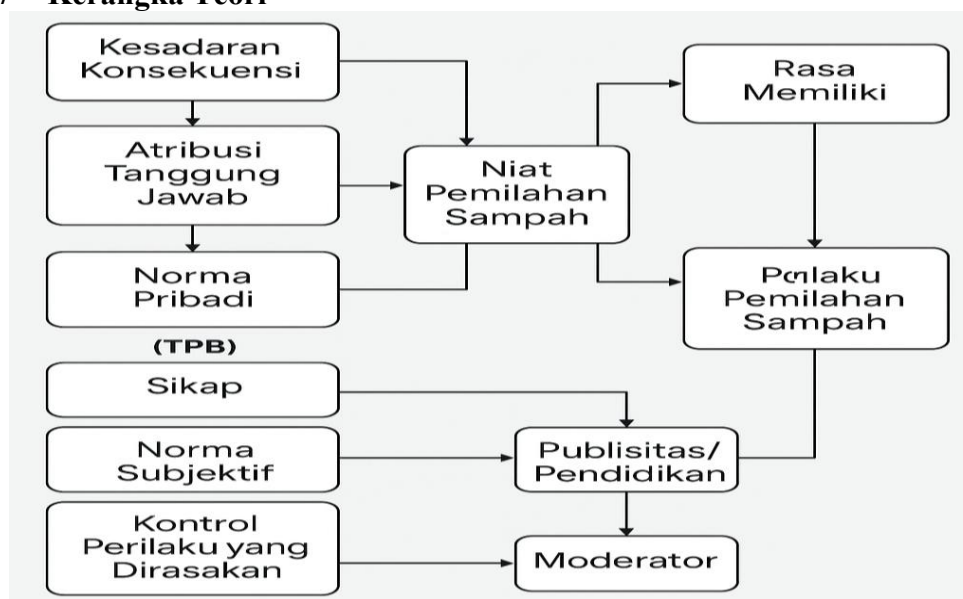 Kerangka Teori
Kesadaran
Konsekuensi
Atribusi
Tanggung
Jawab
Norma
Pribadi
(TPB)
Sikap
Norma
Subjektif
Kontrol
Perilaku yang
Dirasakan
Niat
Pemilahan
Sampah
Publisitas/
Pendidikan
Moderator
Rasa
Memiliki
Pemilahan
Sampah